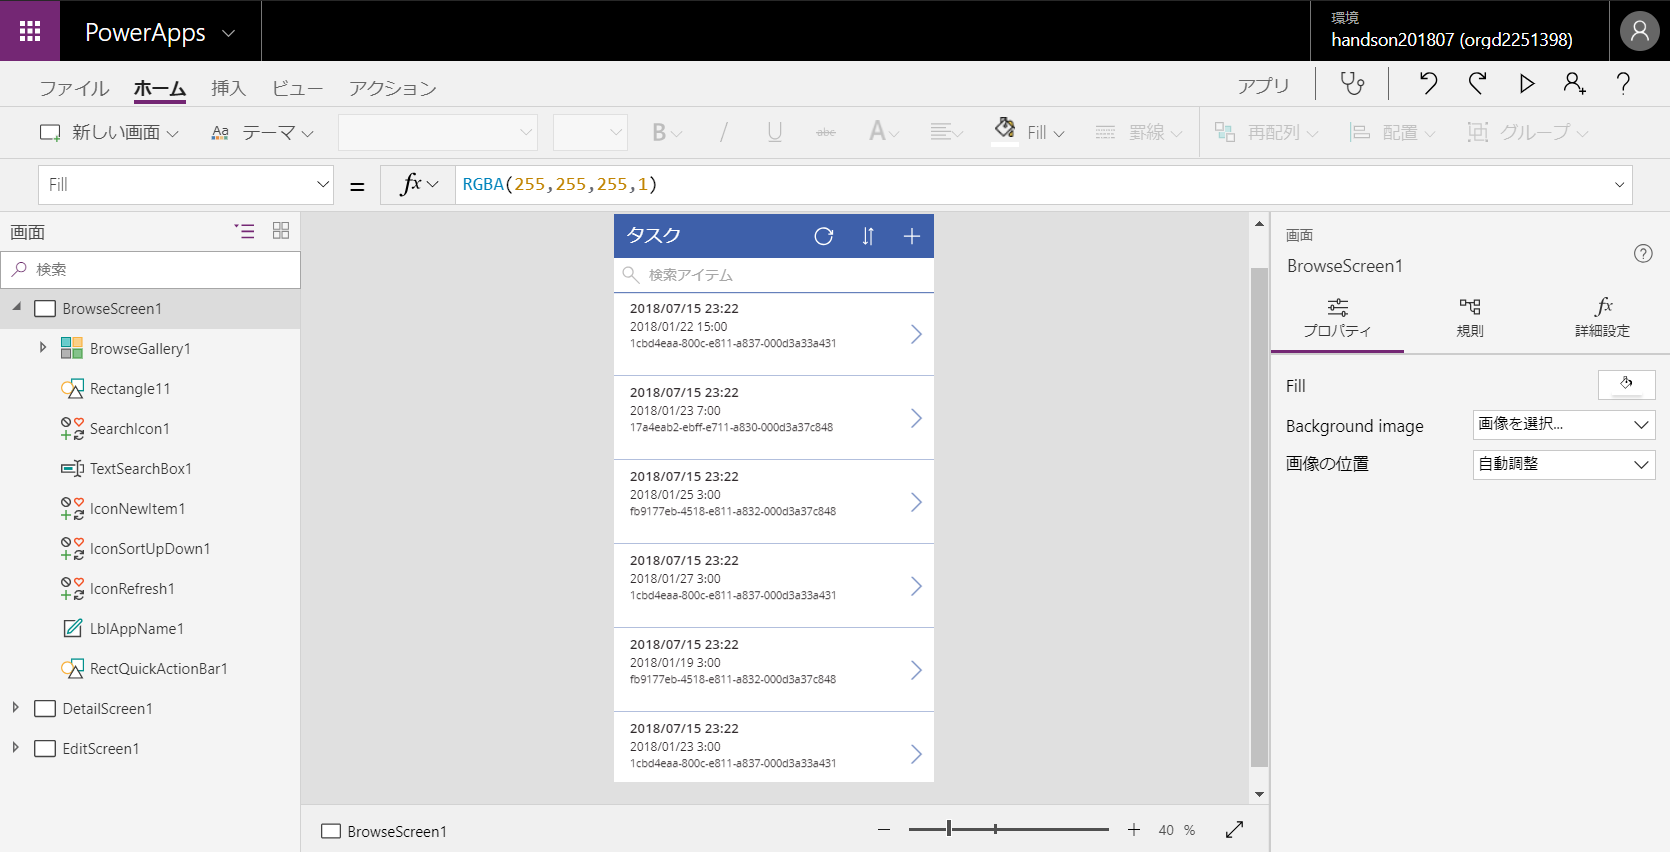 PowerApps
環境
handson201807 (orgd2251398)
ファイル ホーム 挿入 ビュー アクション アプリ
新しい画面 Aa テーマ B / U abc A Fill 罫線 再配列 配置 グループ
Fill = fx RGBA(255,255,255,1)
画面
検索
BrowseScreen1
BrowseGallery1
Rectangle11
SearchIcon1
TextSearchBox1
IconNewItem1
IconSortUpDown1
IconRefresh1
LblAppName1
RectQuickActionBar1
DetailScreen1
EditScreen1
タスク
検索アイテム
2018/07/15 23:22
2018/01/22 15:00
1cbd4eaa-800c-e811-a837-000d3a33a431
2018/07/15 23:22
2018/01/23 7:00
17a4eab2-ebff-e711-a830-000d3a37c848
2018/07/15 23:22
2018/01/25 3:00
fb9177eb-4518-e811-a832-000d3a37c848
2018/07/15 23:22
2018/01/27 3:00
1cbd4eaa-800c-e811-a837-000d3a33a431
2018/07/15 23:22
2018/01/19 3:00
fb9177eb-4518-e811-a832-000d3a37c848
2018/07/15 23:22
2018/01/23 3:00
1cbd4eaa-800c-e811-a837-000d3a33a431
BrowseScreen1
40 %
画面
BrowseScreen1
プロパティ 規則 fx 詳細設定
Fill
Background image 画像を選択...
画像の位置 自動調整